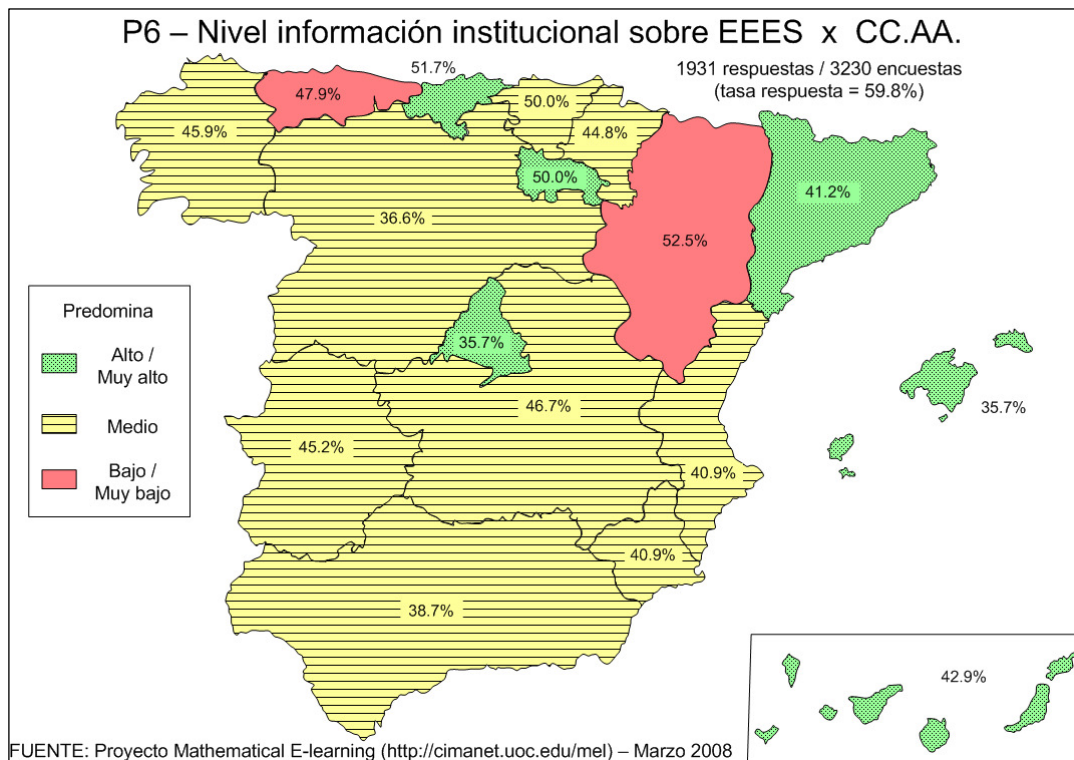 P6 – Nivel información institucional sobre EEES x CC.AA.
1931 respuestas / 3230 encuestas
(tasa respuesta = 59.8%)
51.7%
47.9%
50.0%
45.9%
44.8%
50.0%
41.2%
36.6%
52.5%
Predomina
Alto /
Muy alto
Medio
Bajo /
Muy bajo
35.7%
46.7%
35.7%
45.2%
40.9%
40.9%
38.7%
42.9%
FUENTE: Proyecto Mathematical E-learning (http://cimanet.uoc.edu/mel) – Marzo 2008